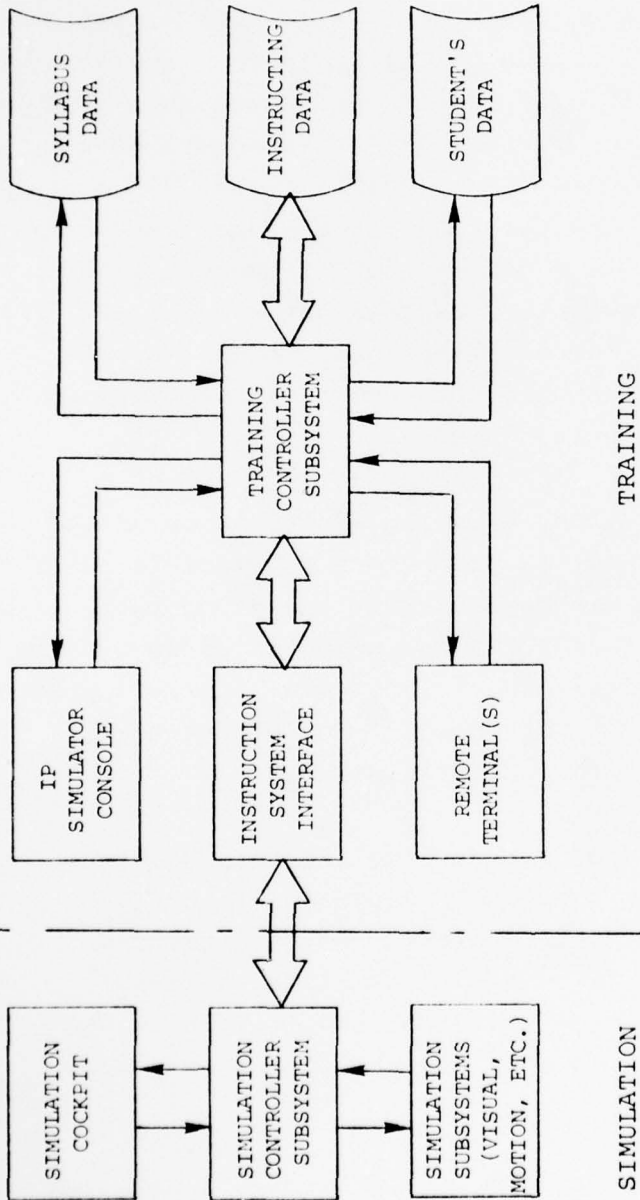 SIMULATION
COCKPIT
SIMULATION
CONTROLLER
SUBSYSTEM
SIMULATION
SUBSYSTEMS
(VISUAL,
MOTION, ETC.)
SIMULATION
IP
SIMULATOR
CONSOLE
INSTRUCTION
SYSTEM
INTERFACE
REMOTE
TERMINAL(S)
TRAINING
CONTROLLER
SUBSYSTEM
SYLLABUS
DATA
INSTRUCTING
DATA
STUDENT'S
DATA
TRAINING